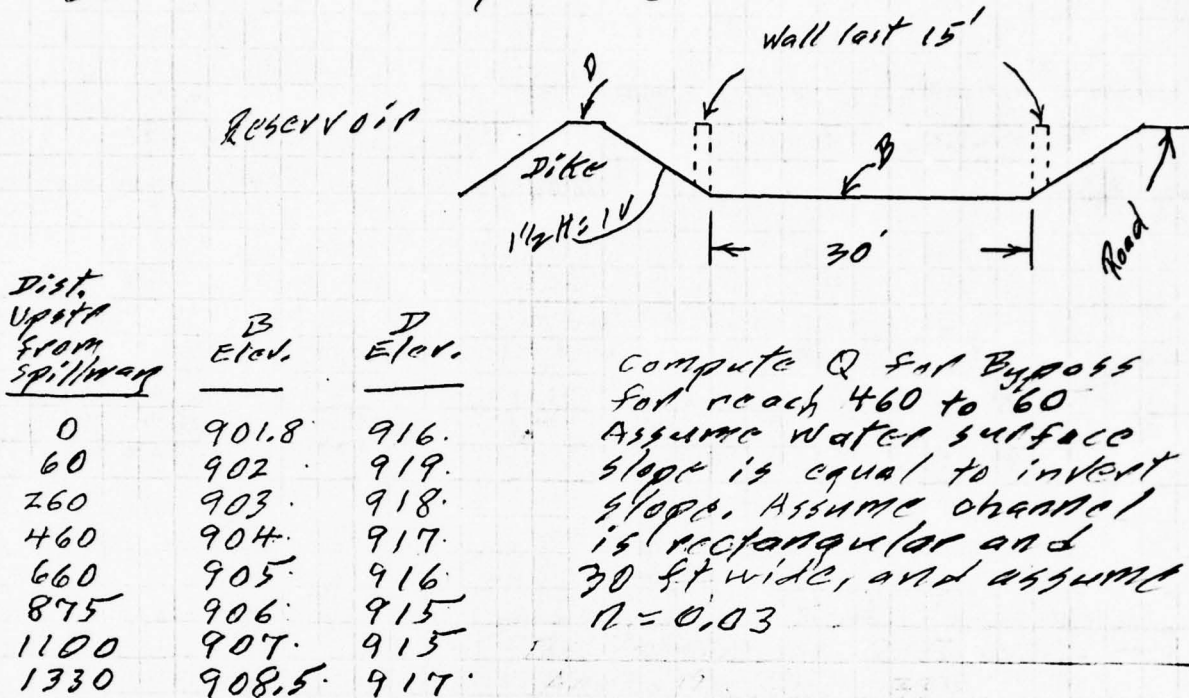 Wall last 15'
D
Reservoir
Dike
B
1 1/2 H:1V
30'
Road
Dist.
Upstr
from
Spillway
B
Elev.
D
Elev.
0 901.8 916.
60 902 919.
260 903. 918.
460 904. 917.
660 905. 916
875 906. 915
1100 907. 915
1330 908.5. 917.
Compute Q for Bypass
for reach 460 to 60
Assume water surface
slope is equal to invert
slope. Assume channel
is rectangular and
30 ft wide, and assume
n = 0.03